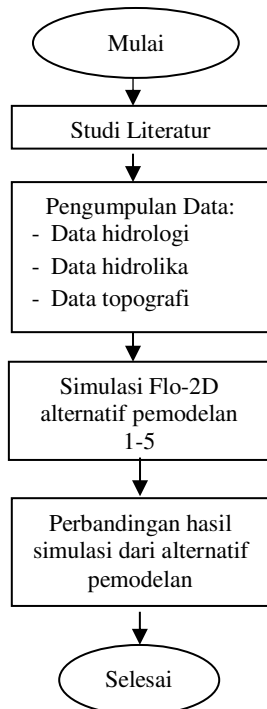 Mulai
Studi Literatur
Pengumpulan Data:
- Data hidrologi
- Data hidrolika
- Data topografi
Simulasi Flo-2D
alternatif pemodelan
1-5
Perbandingan hasil
simulasi dari alternatif
pemodelan
Selesai